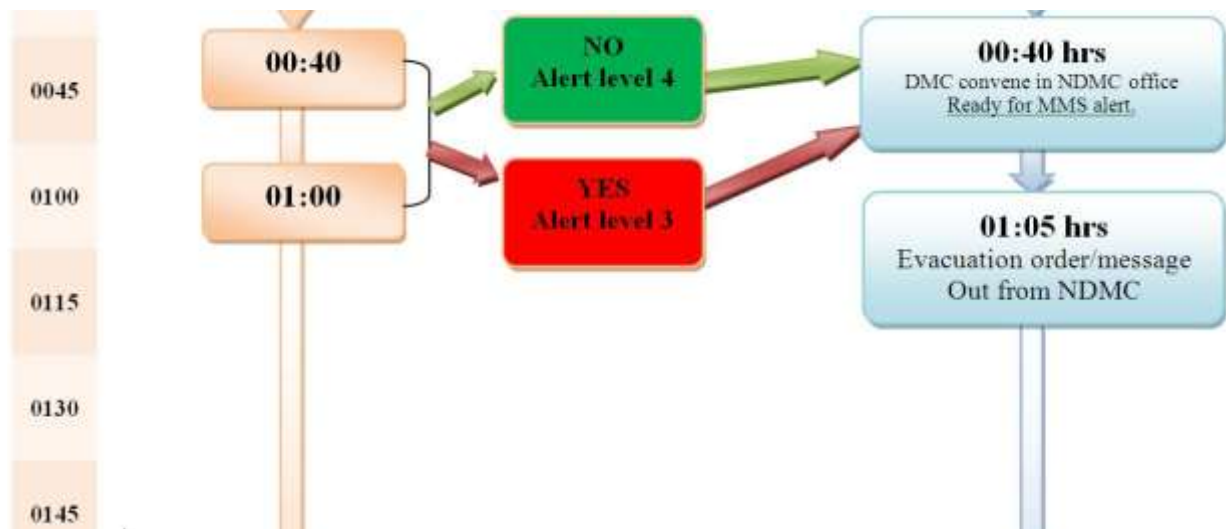 0045
0100
0115
0130
0145
00:40
01:00
NO
Alert level 4
YES
Alert level 3
00:40 hrs
DMC convene in NDMC office
Ready for MMS alert.
01:05 hrs
Evacuation order/message
Out from NDMC